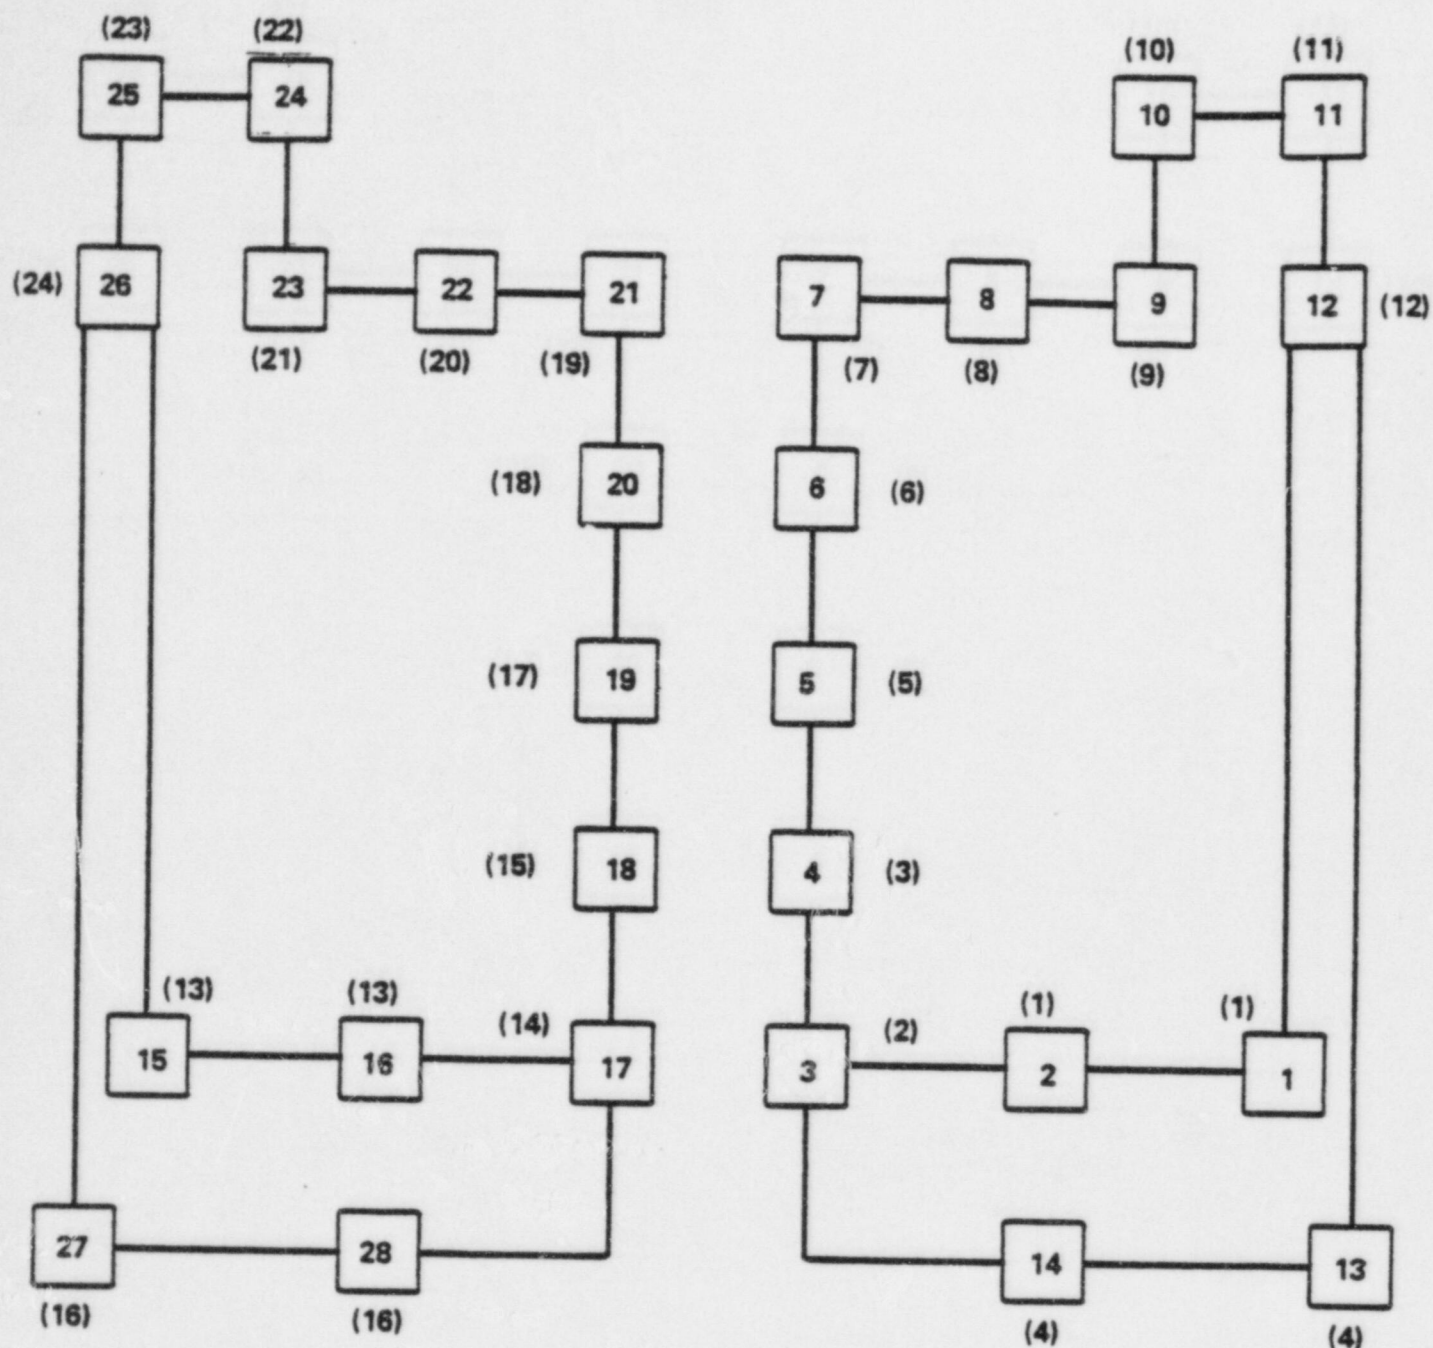 (23) (22)
25 24
(10) (11)
10 11
(24) 26 23 22 21
(21) (20) (19)
7 8 9 12 (12)
(7) (8) (9)
(18) 20 6 (6)
(17) 19 5 (5)
(15) 18 4 (3)
(13) (13) (14) (2) (1) (1)
15 16 17 3 2 1
27 28 14 13
(16) (16) (4) (4)